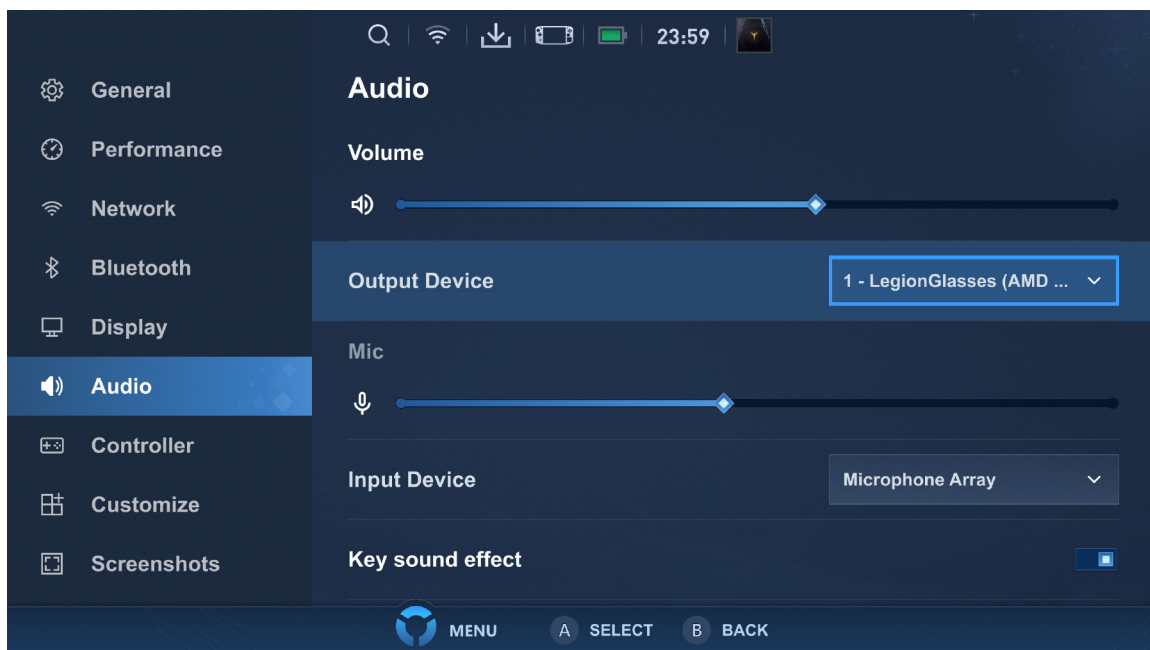 23:59
General
Performance
Network
Bluetooth
Display
Audio
Controller
Customize
Screenshots
Audio
Volume
Output Device
1 - LegionGlasses (AMD ...
Mic
Input Device
Microphone Array
Key sound effect
MENU
A SELECT
B BACK